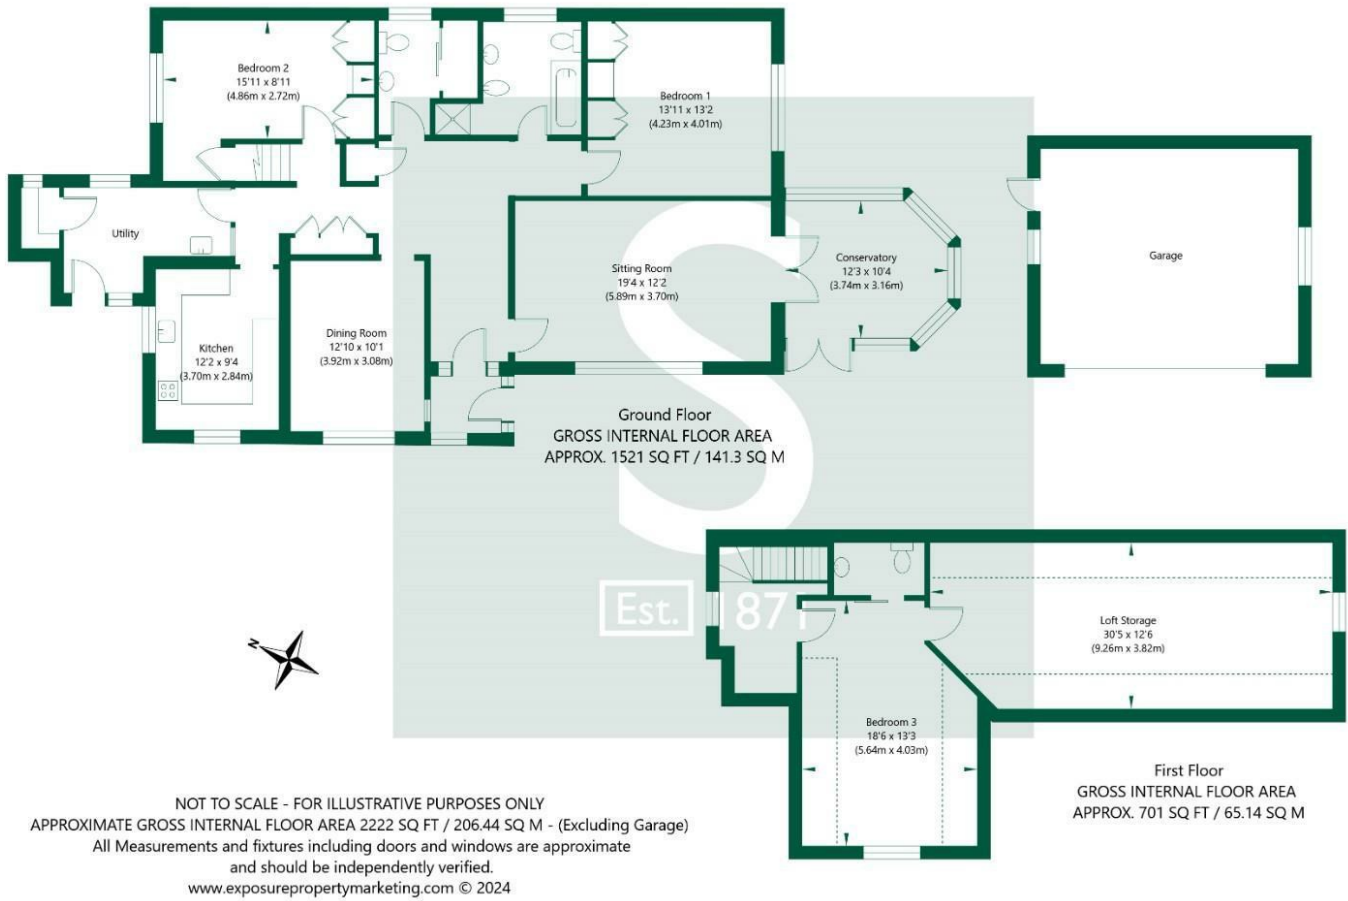 Bedroom 2
15'11 x 8'11
(4.86m x 2.72m)
Bedroom 1
13'11 x 13'2
(4.23m x 4.01m)
Utility
Sitting Room
19'4 x 12'2
(5.89m x 3.70m)
Conservatory
12'3 x 10'4
(3.74m x 3.16m)
Garage
Kitchen
12'2 x 9'4
(3.70m x 2.84m)
Dining Room
12'10 x 10'1
(3.92m x 3.08m)
Ground Floor
GROSS INTERNAL FLOOR AREA
APPROX. 1521 SQ FT / 141.3 SQ M
S
Est. 1871
N
Loft Storage
30'5 x 12'6
(9.26m x 3.82m)
Bedroom 3
18'6 x 13'3
(5.64m x 4.03m)
First Floor
GROSS INTERNAL FLOOR AREA
APPROX. 701 SQ FT / 65.14 SQ M
NOT TO SCALE - FOR ILLUSTRATIVE PURPOSES ONLY
APPROXIMATE GROSS INTERNAL FLOOR AREA 2222 SQ FT / 206.44 SQ M - (Excluding Garage)
All Measurements and fixtures including doors and windows are approximate
and should be independently verified.
www.exposurepropertymarketing.com © 2024